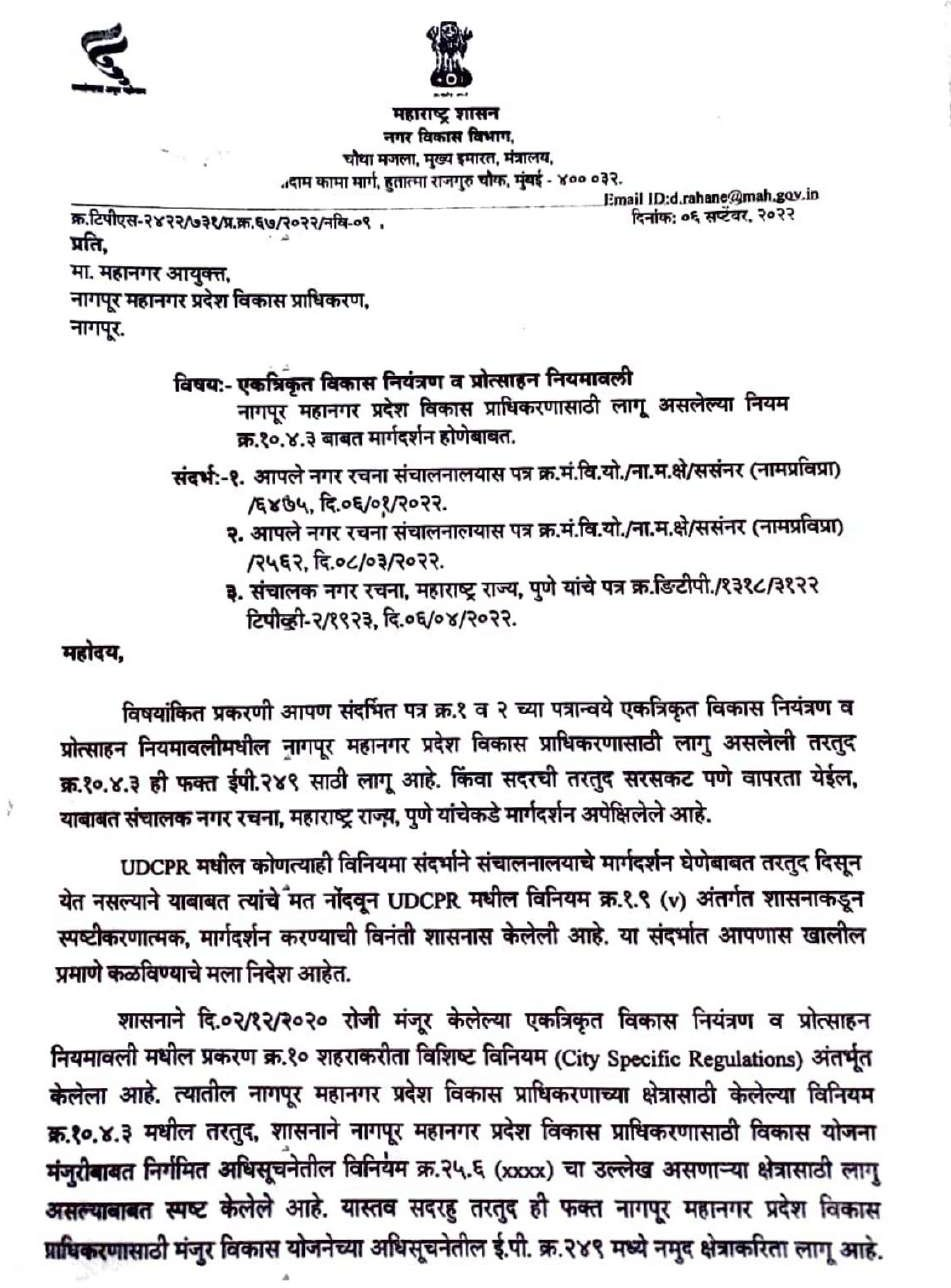 महाराष्ट्र शासन
नगर विकास विभाग,
चौथा मजला, मुख्य इमारत, मंत्रालय,
दाम कामा मार्ग, हुतात्मा राजगुरु चौक, मुंबई - ४०० ०३२.
Email ID:d.rahane@mah.gov.in
क्र.टिपीएस-२४२२/७३१/प्र.क्र.६७/२०२२/नवि-०९ .
दिनांक: ०६ सप्टेंबर, २०२२
प्रति,
मा. महानगर आयुक्त,
नागपूर महानगर प्रदेश विकास प्राधिकरण,
नागपूर.
विषय:- एकत्रिकृत विकास नियंत्रण व प्रोत्साहन नियमावली
नागपूर महानगर प्रदेश विकास प्राधिकरणासाठी लागू असलेल्या नियम
क्र.१०.४.३ बाबत मार्गदर्शन होणेबाबत.
संदर्भ:-१. आपले नगर रचना संचालनालयास पत्र क्र.मं.वि.यो./ना.म.क्षे/ससंनर (नामप्रविप्रा)
/६४७५, दि.०६/०१/२०२२.
२. आपले नगर रचना संचालनालयास पत्र क्र.मं.वि.यो./ना.म.क्षे/ससंनर (नामप्रविप्रा)
/२५६२, दि.०८/०३/२०२२.
३. संचालक नगर रचना, महाराष्ट्र राज्य, पुणे यांचे पत्र क्र.डिटीपी./१३१८/३१२२
टिपीव्ही-२/१९२३, दि.०६/०४/२०२२.
महोदय,
विषयांकित प्रकरणी आपण संदर्भित पत्र क्र.१ व २ च्या पत्रान्वये एकत्रिकृत विकास नियंत्रण व
प्रोत्साहन नियमावलीमधील नागपूर महानगर प्रदेश विकास प्राधिकरणासाठी लागु असलेली तरतुद
क्र.१०.४.३ ही फक्त ईपी.२४९ साठी लागू आहे. किंवा सदरची तरतुद सरसकट पणे वापरता येईल,
याबाबत संचालक नगर रचना, महाराष्ट्र राज्य, पुणे यांचेकडे मार्गदर्शन अपेक्षिलेले आहे.
UDCPR मधील कोणत्याही विनियमा संदर्भाने संचालनालयाचे मार्गदर्शन घेणेबाबत तरतुद दिसून
येत नसल्याने याबाबत त्यांचे मत नोंदवून UDCPR मधील विनियम क्र.१.९ (v) अंतर्गत शासनाकडून
स्पष्टीकरणात्मक, मार्गदर्शन करण्याची विनंती शासनास केलेली आहे. या संदर्भात आपणास खालील
प्रमाणे कळविण्याचे मला निदेश आहेत.
शासनाने दि.०२/१२/२०२० रोजी मंजूर केलेल्या एकत्रिकृत विकास नियंत्रण व प्रोत्साहन
नियमावली मधील प्रकरण क्र.१० शहराकरीता विशिष्ट विनियम (City Specific Regulations) अंतर्भूत
केलेला आहे. त्यातील नागपूर महानगर प्रदेश विकास प्राधिकरणाच्या क्षेत्रासाठी केलेल्या विनियम
क्र.१०.४.३ मधील तरतुद, शासनाने नागपूर महानगर प्रदेश विकास प्राधिकरणासाठी विकास योजना
मंजुरीबाबत निर्गमित अधिसूचनेतील विनियम क्र.२५.६ (xxxx) चा उल्लेख असणाऱ्या क्षेत्रासाठी लागु
असल्याबाबत स्पष्ट केलेले आहे. यास्तव सदरहु तरतुद ही फक्त नागपूर महानगर प्रदेश विकास
प्राधिकरणासाठी मंजुर विकास योजनेच्या अधिसूचनेतील ई.पी. क्र.२४९ मध्ये नमुद क्षेत्राकरिता लागू आहे.